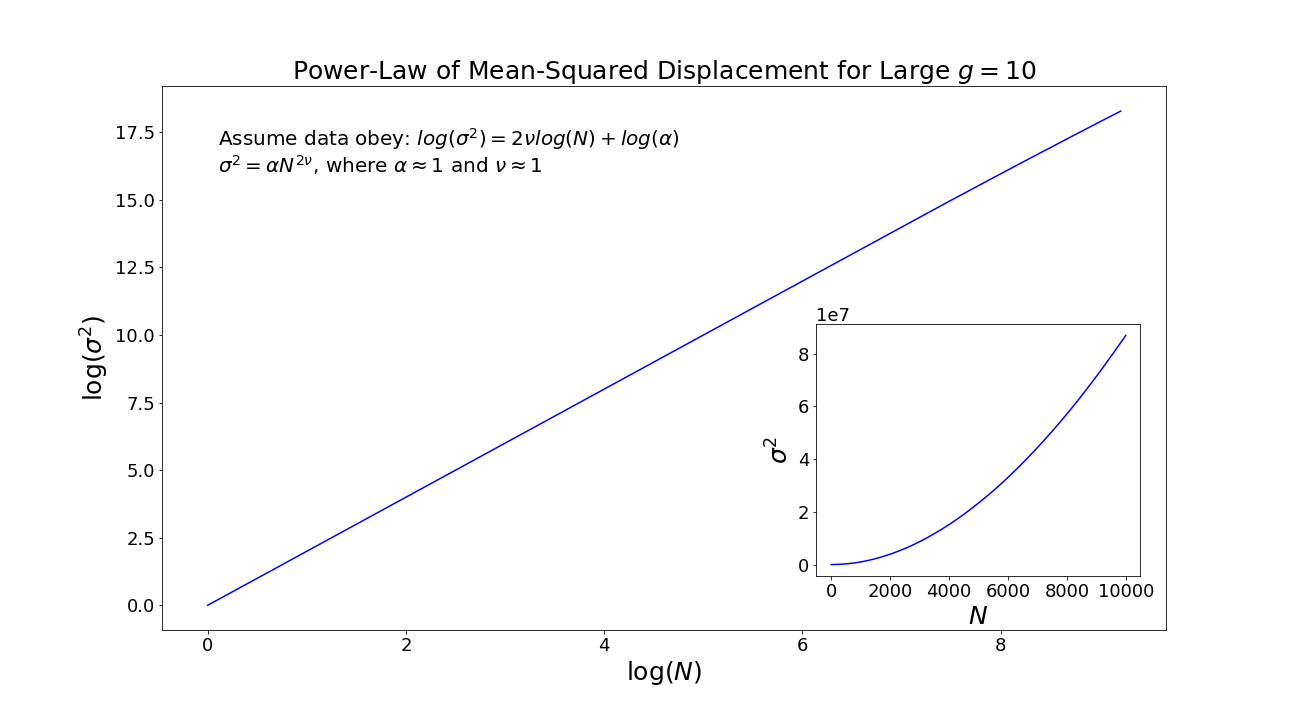 Power-Law of Mean-Squared Displacement for Large g = 10
Assume data obey: log(σ²) = 2νlog(N) + log(α)
σ² = αN²ᵛ, where α ≈ 1 and ν ≈ 1
log(σ²)
17.5
15.0
12.5
10.0
7.5
5.0
2.5
0.0
0 2 4 6 8
log(N)
1e7
σ²
8
6
4
2
0
0 2000 4000 6000 8000 10000
N